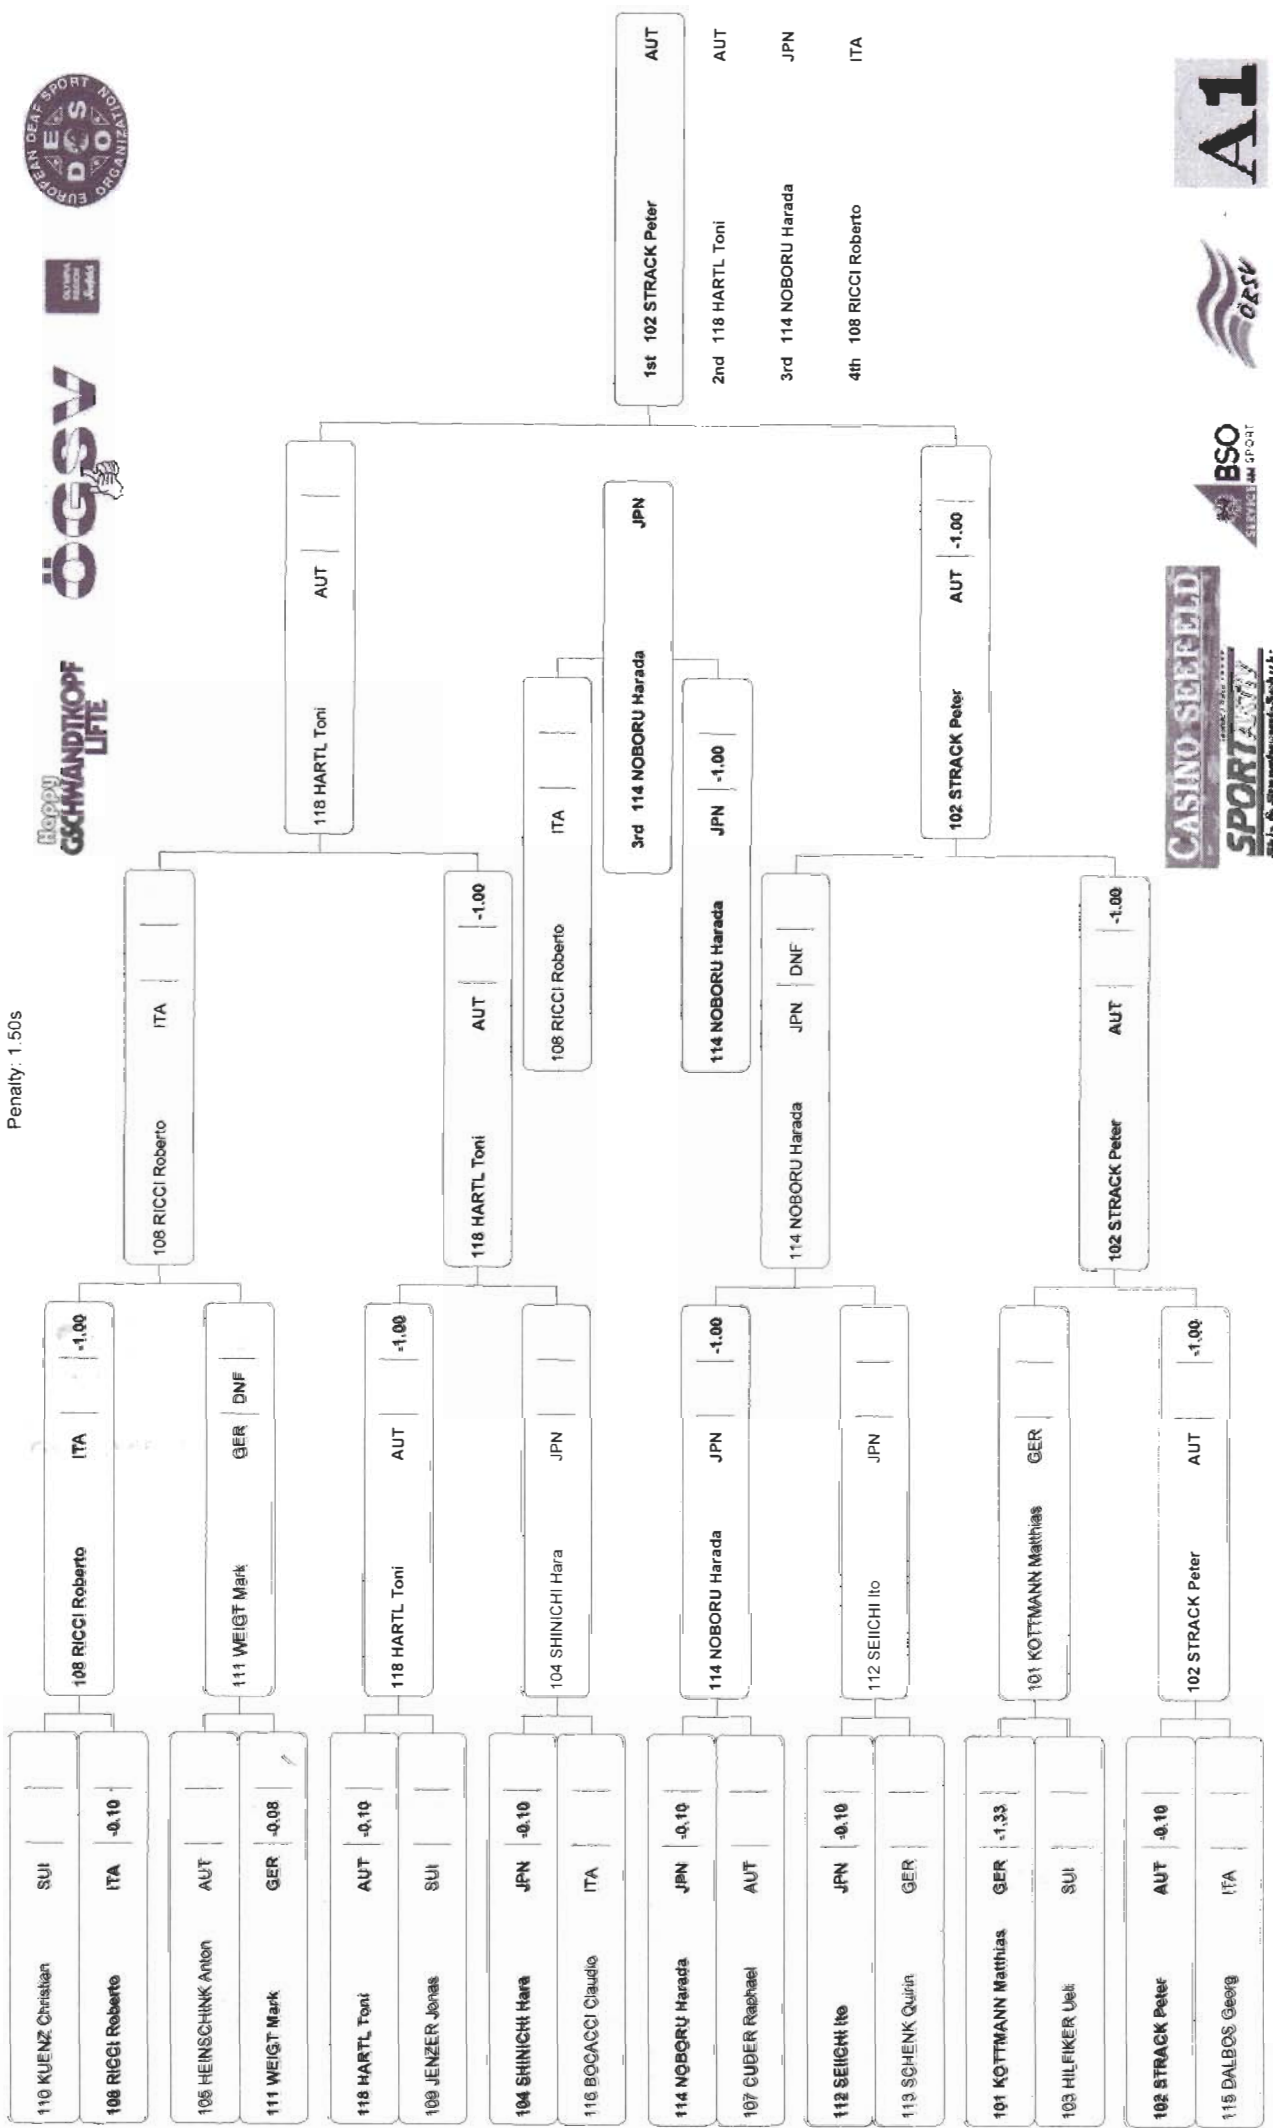 Happy
GSCHWANDTKOPF
LIFTE
ÖGSV
OLYMPIA
REGION
Seefeld
EUROPEAN DEAF SPORT ORGANIZATION
EDSO
Penalty: 1.50s
110 KUENZ Christian SUI
108 RICCI Roberto ITA -0.10
105 HEINSCHINK Anton AUT
111 WEIGT Mark GER -0.08
118 HARTL Toni AUT -0.10
109 JENZER Jonas SUI
104 SHINICHI Hara JPN -0.10
116 BOCACCI Claudio ITA
114 NOBORU Harada JPN -0.10
107 CUDER Raphael AUT
112 SEIICHI Ito JPN -0.10
113 SCHENK Quirin GER
101 KOTTMANN Matthias GER -1.33
103 HILFIKER Ueli SUI
102 STRACK Peter AUT -0.10
115 DALBOS Georg ITA
108 RICCI Roberto ITA -1.00
111 WEIGT Mark GER DNF
118 HARTL Toni AUT -1.00
104 SHINICHI Hara JPN
114 NOBORU Harada JPN -1.00
112 SEIICHI Ito JPN
101 KOTTMANN Matthias GER
102 STRACK Peter AUT -1.00
108 RICCI Roberto ITA
118 HARTL Toni AUT -1.00
114 NOBORU Harada JPN DNF
102 STRACK Peter AUT -1.00
108 RICCI Roberto ITA
114 NOBORU Harada JPN -1.00
118 HARTL Toni AUT
3rd 114 NOBORU Harada JPN
102 STRACK Peter AUT -1.00
1st 102 STRACK Peter AUT
2nd 118 HARTL Toni AUT
3rd 114 NOBORU Harada JPN
4th 108 RICCI Roberto ITA
CASINO SEEFELD
SPORTAKTIV
BSO
SERVICE IM SPORT
ÖBSV
A1